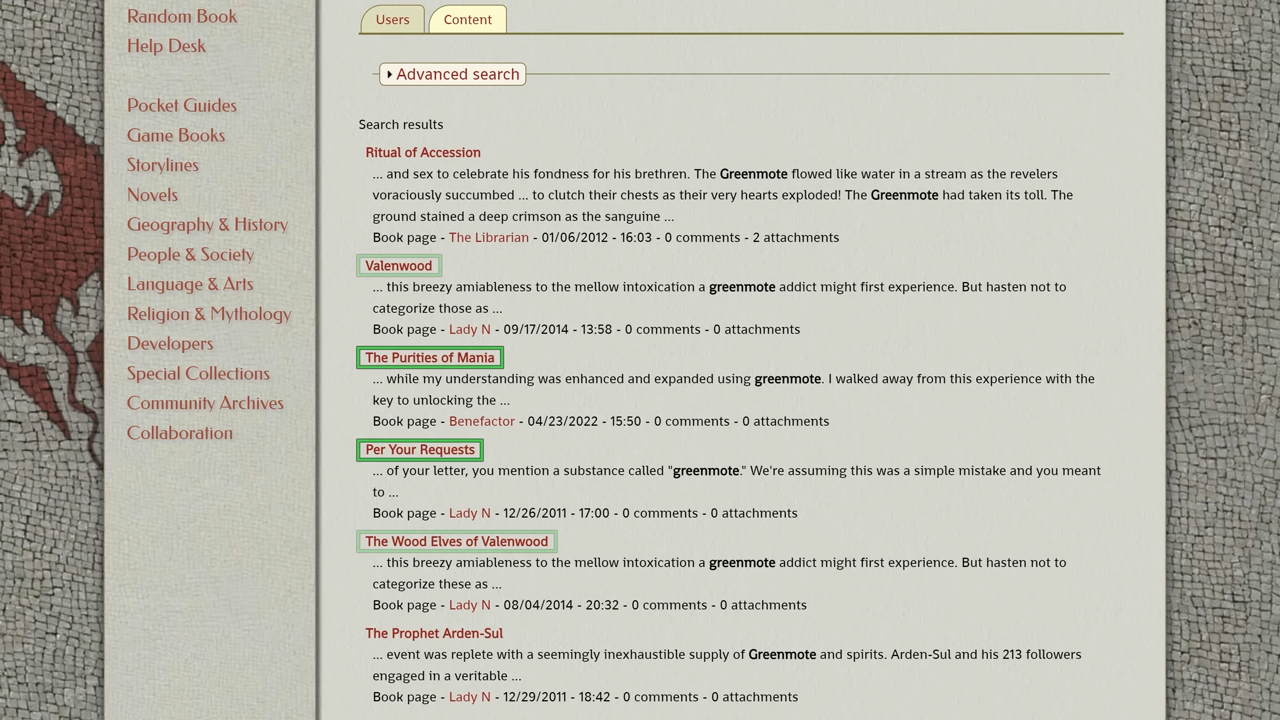 Random Book
Help Desk
Pocket Guides
Game Books
Storylines
Novels
Geography & History
People & Society
Language & Arts
Religion & Mythology
Developers
Special Collections
Community Archives
Collaboration
Users
Content
Advanced search
Search results
Ritual of Accession
... and sex to celebrate his fondness for his brethren. The Greenmote flowed like water in a stream as the revelers
voraciously succumbed ... to clutch their chests as their very hearts exploded! The Greenmote had taken its toll. The
ground stained a deep crimson as the sanguine ...
Book page - The Librarian - 01/06/2012 - 16:03 - 0 comments - 2 attachments
Valenwood
... this breezy amiableness to the mellow intoxication a greenmote addict might first experience. But hasten not to
categorize those as ...
Book page - Lady N - 09/17/2014 - 13:58 - 0 comments - 0 attachments
The Purities of Mania
... while my understanding was enhanced and expanded using greenmote. I walked away from this experience with the
key to unlocking the ...
Book page - Benefactor - 04/23/2022 - 15:50 - 0 comments - 0 attachments
Per Your Requests
... of your letter, you mention a substance called "greenmote." We're assuming this was a simple mistake and you meant
to ...
Book page - Lady N - 12/26/2011 - 17:00 - 0 comments - 0 attachments
The Wood Elves of Valenwood
... this breezy amiableness to the mellow intoxication a greenmote addict might first experience. But hasten not to
categorize these as ...
Book page - Lady N - 08/04/2014 - 20:32 - 0 comments - 0 attachments
The Prophet Arden-Sul
... event was replete with a seemingly inexhaustible supply of Greenmote and spirits. Arden-Sul and his 213 followers
engaged in a veritable ...
Book page - Lady N - 12/29/2011 - 18:42 - 0 comments - 0 attachments